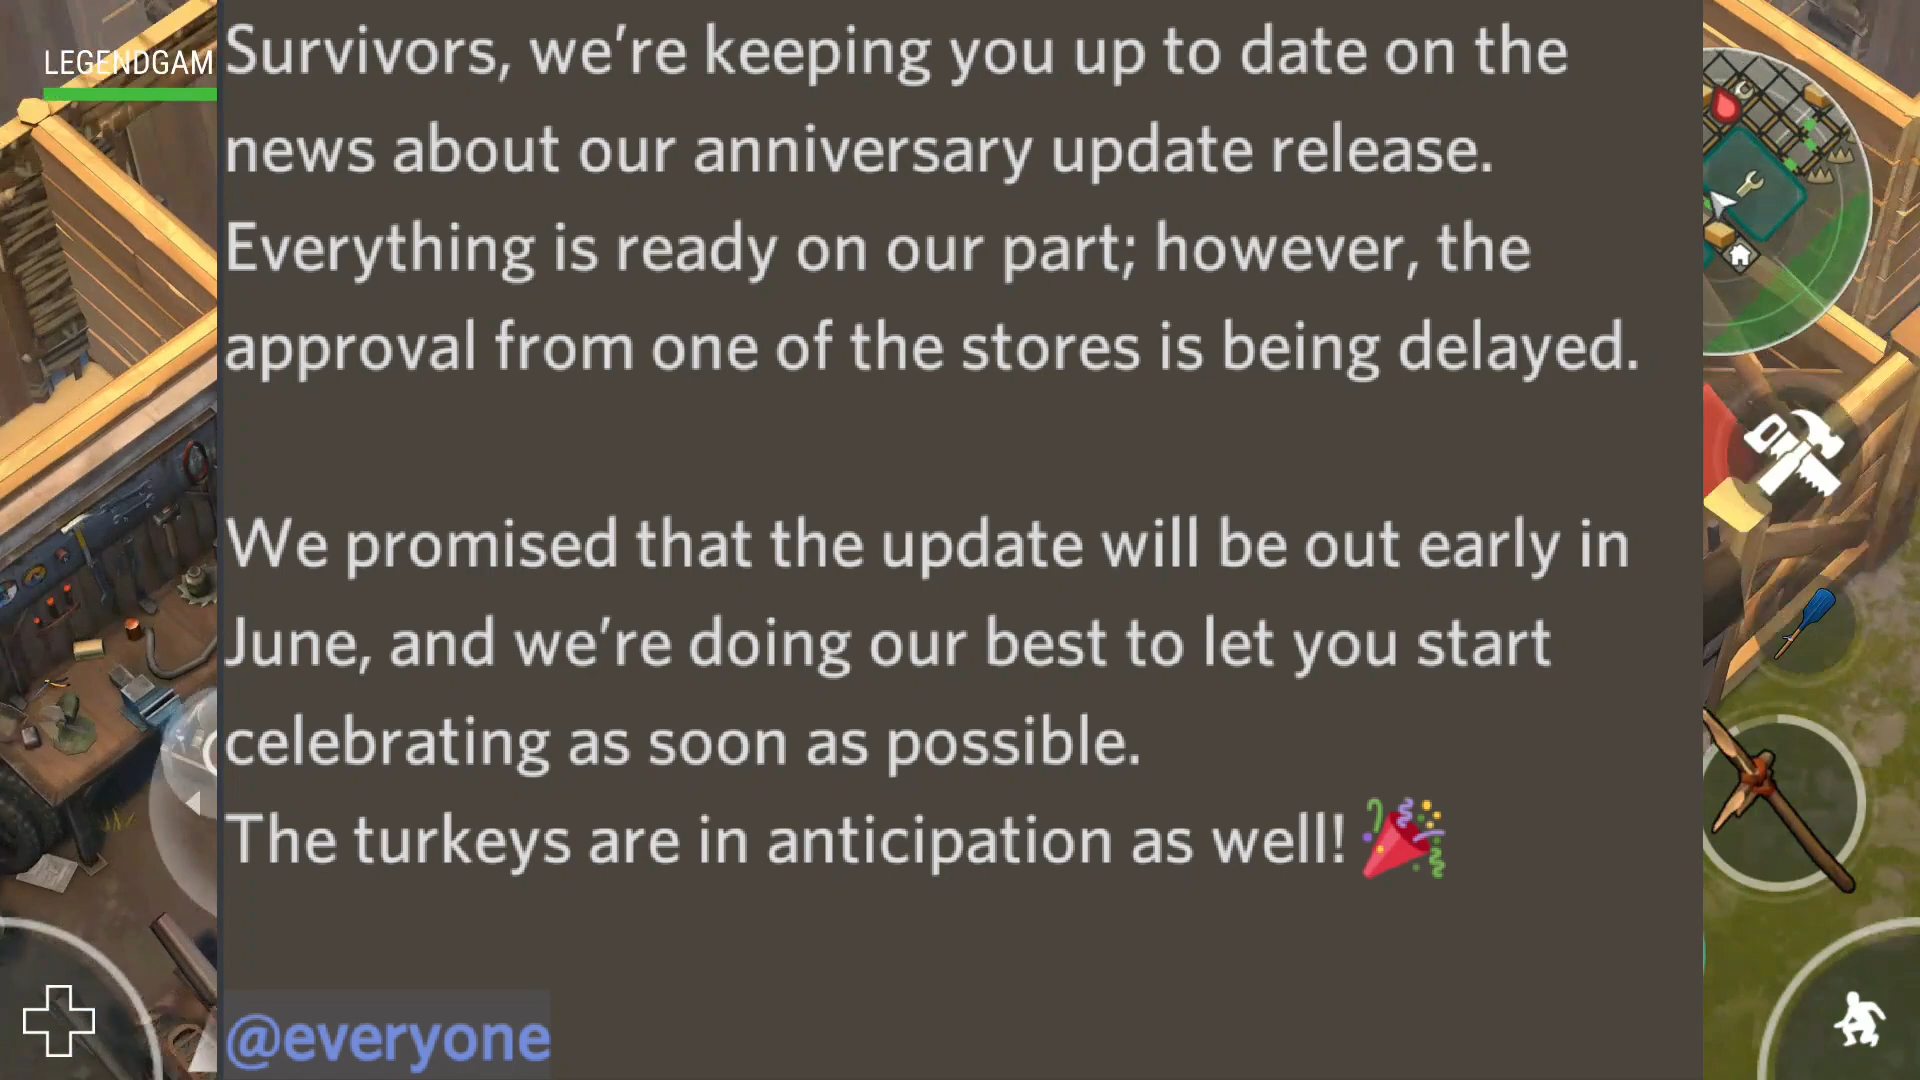 LEGENDGAM
Survivors, we’re keeping you up to date on the
news about our anniversary update release.
Everything is ready on our part; however, the
approval from one of the stores is being delayed.
We promised that the update will be out early in
June, and we’re doing our best to let you start
celebrating as soon as possible.
The turkeys are in anticipation as well! 🎉
@everyone